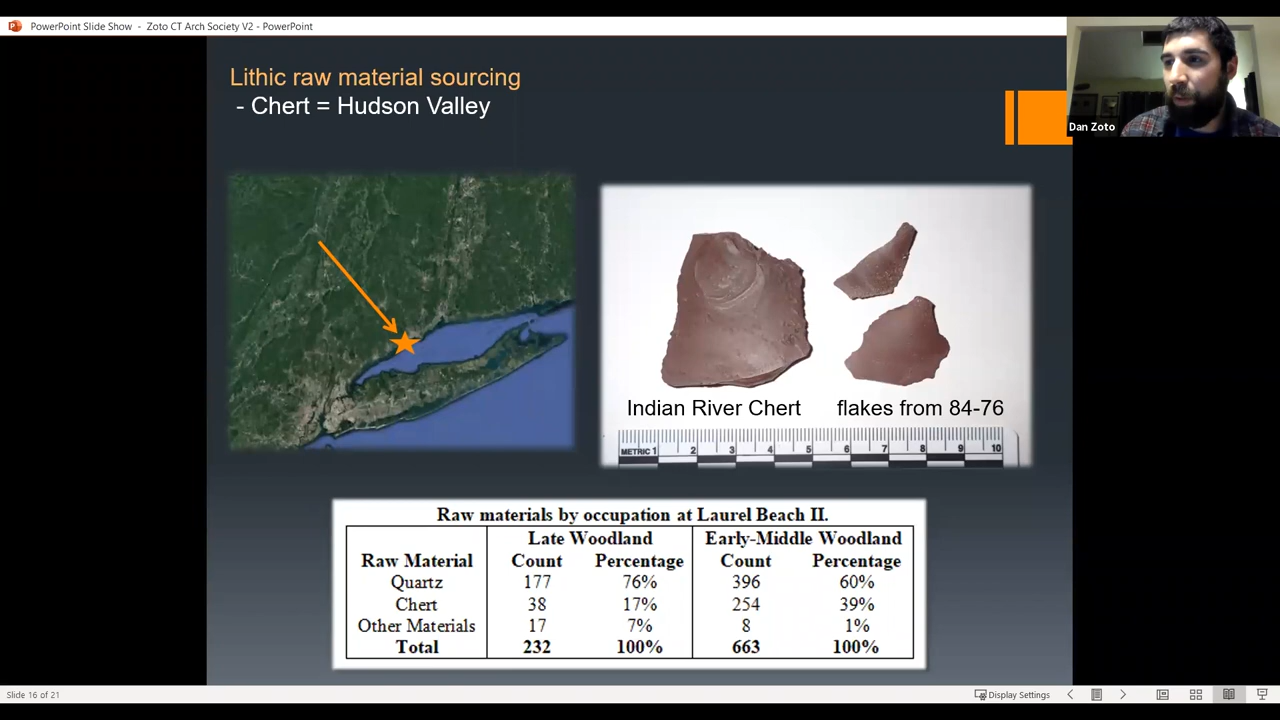 PowerPoint Slide Show - Zoto CT Arch Society V2 - PowerPoint
Dan Zoto
Lithic raw material sourcing
- Chert = Hudson Valley
Indian River Chert
flakes from 84-76
METRIC 1 2 3 4 5 6 7 8 9 10
Raw materials by occupation at Laurel Beach II.
Late Woodland Early-Middle Woodland
Raw Material Count Percentage Count Percentage
Quartz 177 76% 396 60%
Chert 38 17% 254 39%
Other Materials 17 7% 8 1%
Total 232 100% 663 100%
Slide 16 of 21
Display Settings